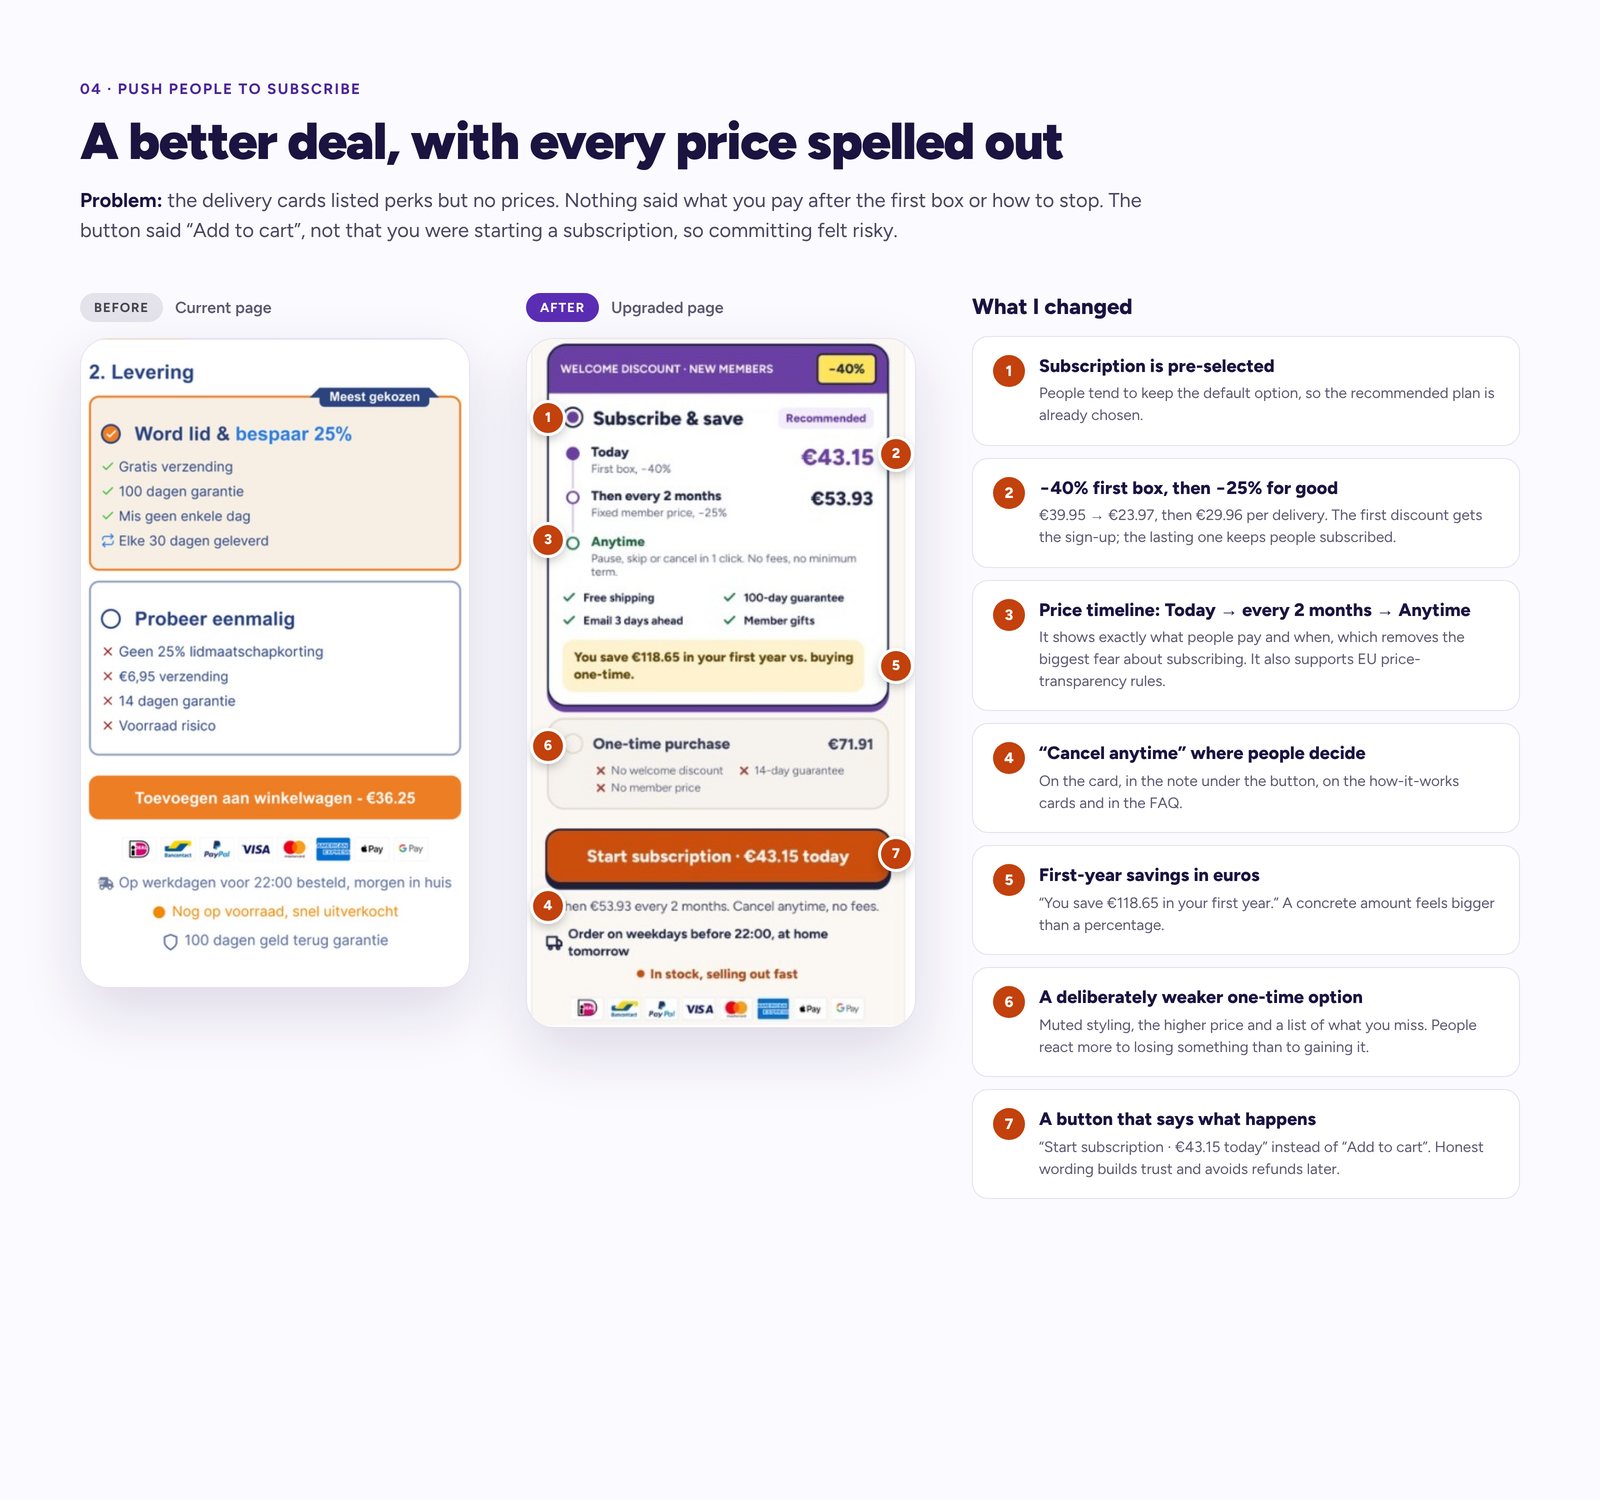 04 · PUSH PEOPLE TO SUBSCRIBE
A better deal, with every price spelled out
Problem: the delivery cards listed perks but no prices. Nothing said what you pay after the first box or how to stop. The
button said “Add to cart”, not that you were starting a subscription, so committing felt risky.
BEFORE Current page
2. Levering
Meest gekozen
Word lid & bespaar 25%
Gratis verzending
100 dagen garantie
Mis geen enkele dag
Elke 30 dagen geleverd
Probeer eenmalig
Geen 25% lidmaatschapkorting
€6,95 verzending
14 dagen garantie
Voorraad risico
Toevoegen aan winkelwagen - €36.25
iDEAL Bancontact PayPal VISA mastercard AMERICAN EXPRESS Pay G Pay
Op werkdagen voor 22:00 besteld, morgen in huis
Nog op voorraad, snel uitverkocht
100 dagen geld terug garantie
AFTER Upgraded page
WELCOME DISCOUNT · NEW MEMBERS −40%
1 Subscribe & save Recommended
Today €43.15 2
First box, −40%
Then every 2 months €53.93
Fixed member price, −25%
3 Anytime
Pause, skip or cancel in 1 click. No fees, no minimum
term.
Free shipping 100-day guarantee
Email 3 days ahead Member gifts
You save €118.65 in your first year vs. buying
one-time.
5
6 One-time purchase €71.91
No welcome discount 14-day guarantee
No member price
Start subscription · €43.15 today 7
4 hen €53.93 every 2 months. Cancel anytime, no fees.
Order on weekdays before 22:00, at home
tomorrow
In stock, selling out fast
iDEAL Bancontact PayPal VISA mastercard AMERICAN EXPRESS Pay G Pay
What I changed
1 Subscription is pre-selected
People tend to keep the default option, so the recommended plan is
already chosen.
2 −40% first box, then −25% for good
€39.95 → €23.97, then €29.96 per delivery. The first discount gets
the sign-up; the lasting one keeps people subscribed.
3 Price timeline: Today → every 2 months → Anytime
It shows exactly what people pay and when, which removes the
biggest fear about subscribing. It also supports EU price-
transparency rules.
4 “Cancel anytime” where people decide
On the card, in the note under the button, on the how-it-works
cards and in the FAQ.
5 First-year savings in euros
“You save €118.65 in your first year.” A concrete amount feels bigger
than a percentage.
6 A deliberately weaker one-time option
Muted styling, the higher price and a list of what you miss. People
react more to losing something than to gaining it.
7 A button that says what happens
“Start subscription · €43.15 today” instead of “Add to cart”. Honest
wording builds trust and avoids refunds later.